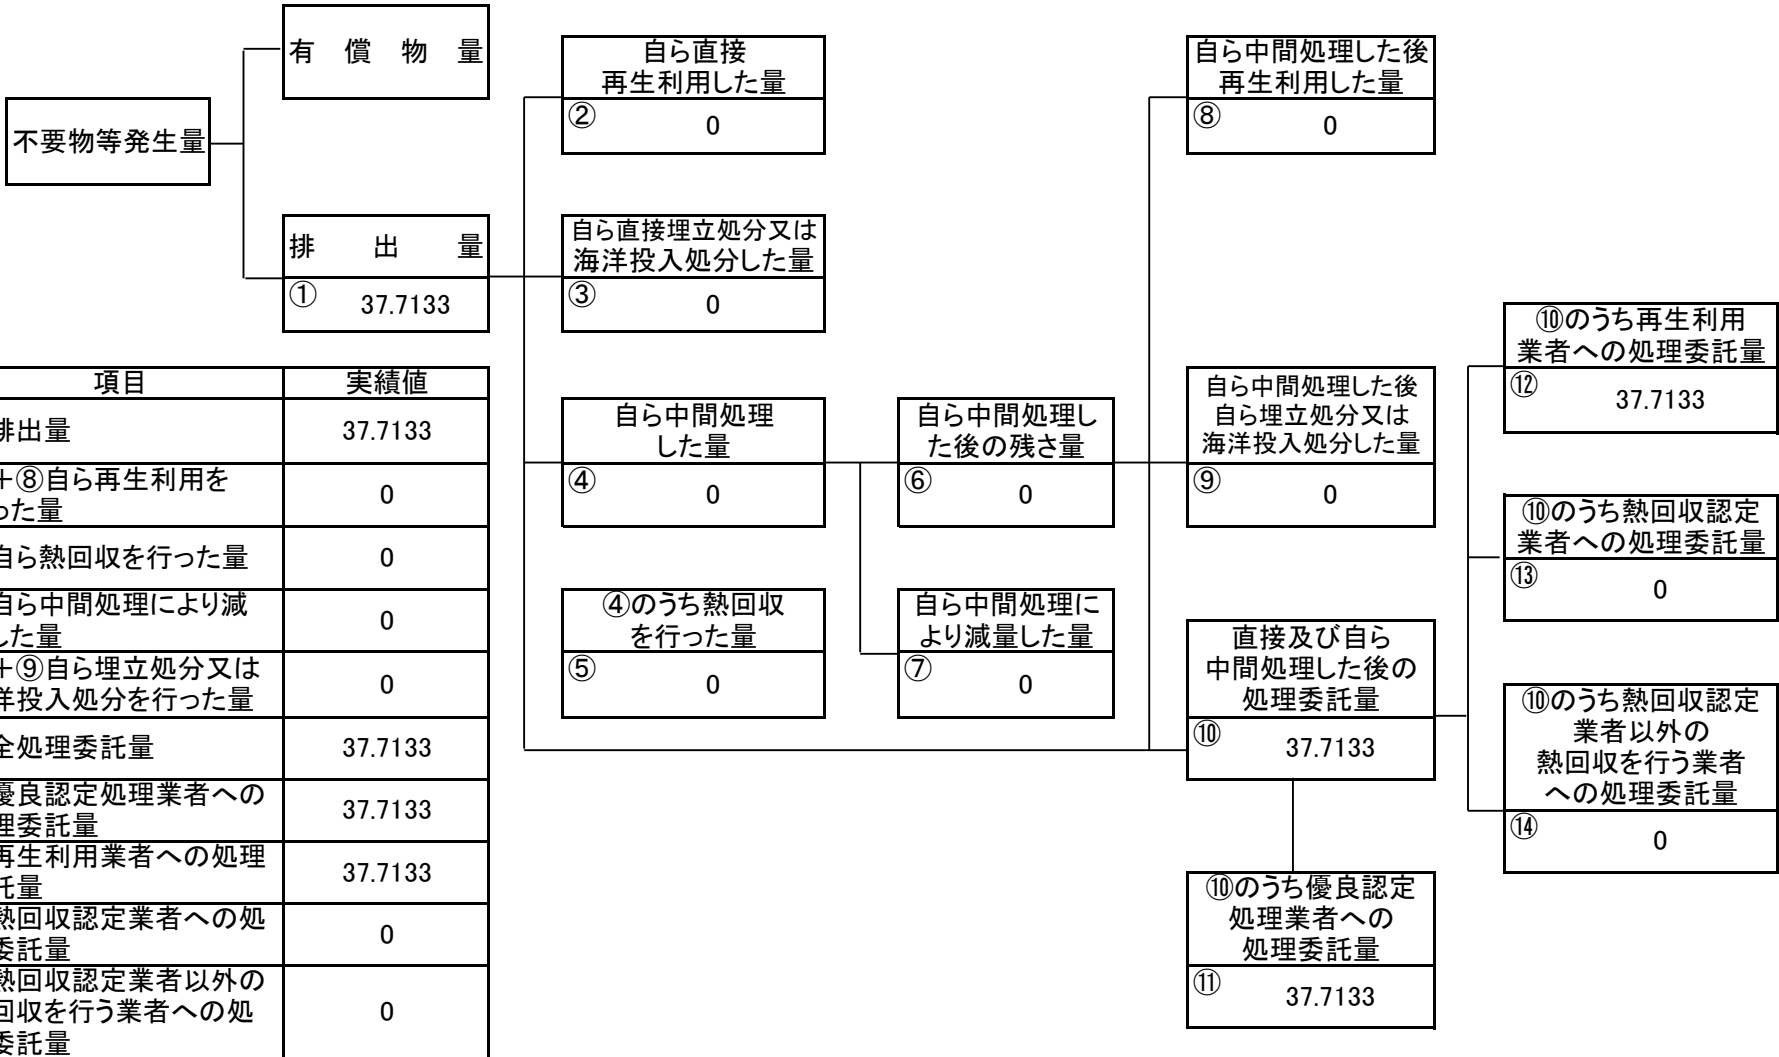 不要物等発生量
有償物量
排出量
① 37.7133
自ら直接
再生利用した量
② 0
自ら直接埋立処分又は
海洋投入処分した量
③ 0
自ら中間処理
した量
④ 0
④のうち熱回収
を行った量
⑤ 0
自ら中間処理し
た後の残さ量
⑥ 0
自ら中間処理に
より減量した量
⑦ 0
自ら中間処理した後
再生利用した量
⑧ 0
自ら中間処理した後
自ら埋立処分又は
海洋投入処分した量
⑨ 0
直接及び自ら
中間処理した後の
処理委託量
⑩ 37.7133
⑩のうち優良認定
処理業者への
処理委託量
⑪ 37.7133
⑩のうち再生利用
業者への処理委託量
⑫ 37.7133
⑩のうち熱回収認定
業者への処理委託量
⑬ 0
⑩のうち熱回収認定
業者以外の
熱回収を行う業者
への処理委託量
⑭ 0
項目 実績値
排出量 37.7133
+⑧自ら再生利用を
った量 0
自ら熱回収を行った量 0
自ら中間処理により減
した量 0
+⑨自ら埋立処分又は
洋投入処分を行った量 0
全処理委託量 37.7133
優良認定処理業者への
理委託量 37.7133
再生利用業者への処理
託量 37.7133
熱回収認定業者への処
委託量 0
熱回収認定業者以外の
回収を行う業者への処
委託量 0